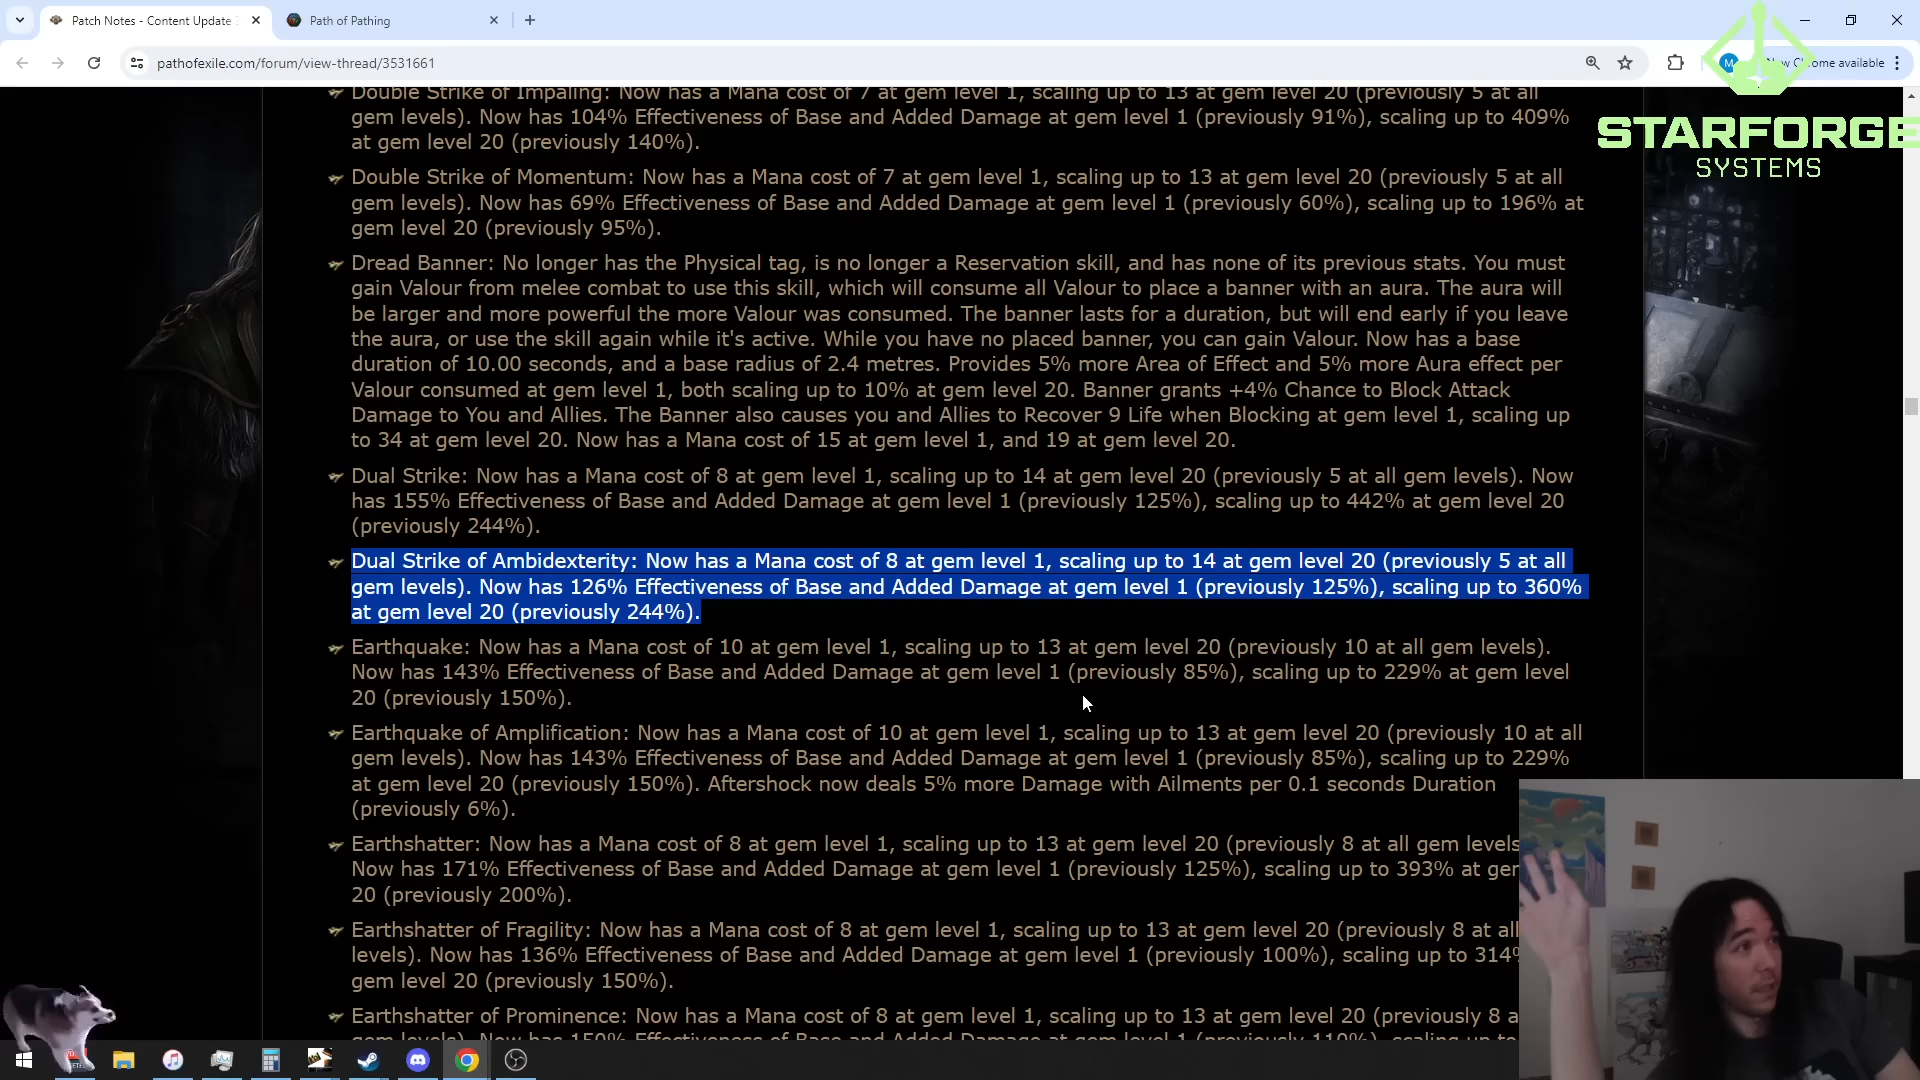 Patch Notes - Content Update
Path of Pathing
pathofexile.com/forum/view-thread/3531661
M
New Chrome available
STARFORGE
SYSTEMS
Double Strike of Impaling: Now has a Mana cost of 7 at gem level 1, scaling up to 13 at gem level 20 (previously 5 at all
gem levels). Now has 104% Effectiveness of Base and Added Damage at gem level 1 (previously 91%), scaling up to 409%
at gem level 20 (previously 140%).
Double Strike of Momentum: Now has a Mana cost of 7 at gem level 1, scaling up to 13 at gem level 20 (previously 5 at all
gem levels). Now has 69% Effectiveness of Base and Added Damage at gem level 1 (previously 60%), scaling up to 196% at
gem level 20 (previously 95%).
Dread Banner: No longer has the Physical tag, is no longer a Reservation skill, and has none of its previous stats. You must
gain Valour from melee combat to use this skill, which will consume all Valour to place a banner with an aura. The aura will
be larger and more powerful the more Valour was consumed. The banner lasts for a duration, but will end early if you leave
the aura, or use the skill again while it's active. While you have no placed banner, you can gain Valour. Now has a base
duration of 10.00 seconds, and a base radius of 2.4 metres. Provides 5% more Area of Effect and 5% more Aura effect per
Valour consumed at gem level 1, both scaling up to 10% at gem level 20. Banner grants +4% Chance to Block Attack
Damage to You and Allies. The Banner also causes you and Allies to Recover 9 Life when Blocking at gem level 1, scaling up
to 34 at gem level 20. Now has a Mana cost of 15 at gem level 1, and 19 at gem level 20.
Dual Strike: Now has a Mana cost of 8 at gem level 1, scaling up to 14 at gem level 20 (previously 5 at all gem levels). Now
has 155% Effectiveness of Base and Added Damage at gem level 1 (previously 125%), scaling up to 442% at gem level 20
(previously 244%).
Dual Strike of Ambidexterity: Now has a Mana cost of 8 at gem level 1, scaling up to 14 at gem level 20 (previously 5 at all
gem levels). Now has 126% Effectiveness of Base and Added Damage at gem level 1 (previously 125%), scaling up to 360%
at gem level 20 (previously 244%).
Earthquake: Now has a Mana cost of 10 at gem level 1, scaling up to 13 at gem level 20 (previously 10 at all gem levels).
Now has 143% Effectiveness of Base and Added Damage at gem level 1 (previously 85%), scaling up to 229% at gem level
20 (previously 150%).
Earthquake of Amplification: Now has a Mana cost of 10 at gem level 1, scaling up to 13 at gem level 20 (previously 10 at all
gem levels). Now has 143% Effectiveness of Base and Added Damage at gem level 1 (previously 85%), scaling up to 229%
at gem level 20 (previously 150%). Aftershock now deals 5% more Damage with Ailments per 0.1 seconds Duration
(previously 6%).
Earthshatter: Now has a Mana cost of 8 at gem level 1, scaling up to 13 at gem level 20 (previously 8 at all gem levels
Now has 171% Effectiveness of Base and Added Damage at gem level 1 (previously 125%), scaling up to 393% at ge
20 (previously 200%).
Earthshatter of Fragility: Now has a Mana cost of 8 at gem level 1, scaling up to 13 at gem level 20 (previously 8 at all
levels). Now has 136% Effectiveness of Base and Added Damage at gem level 1 (previously 100%), scaling up to 314%
gem level 20 (previously 150%).
Earthshatter of Prominence: Now has a Mana cost of 8 at gem level 1, scaling up to 13 at gem level 20 (previously 8 a
levels). Now has 150% Effectiveness of Base and Added Damage at gem level 1 (previously 110%), scaling up to